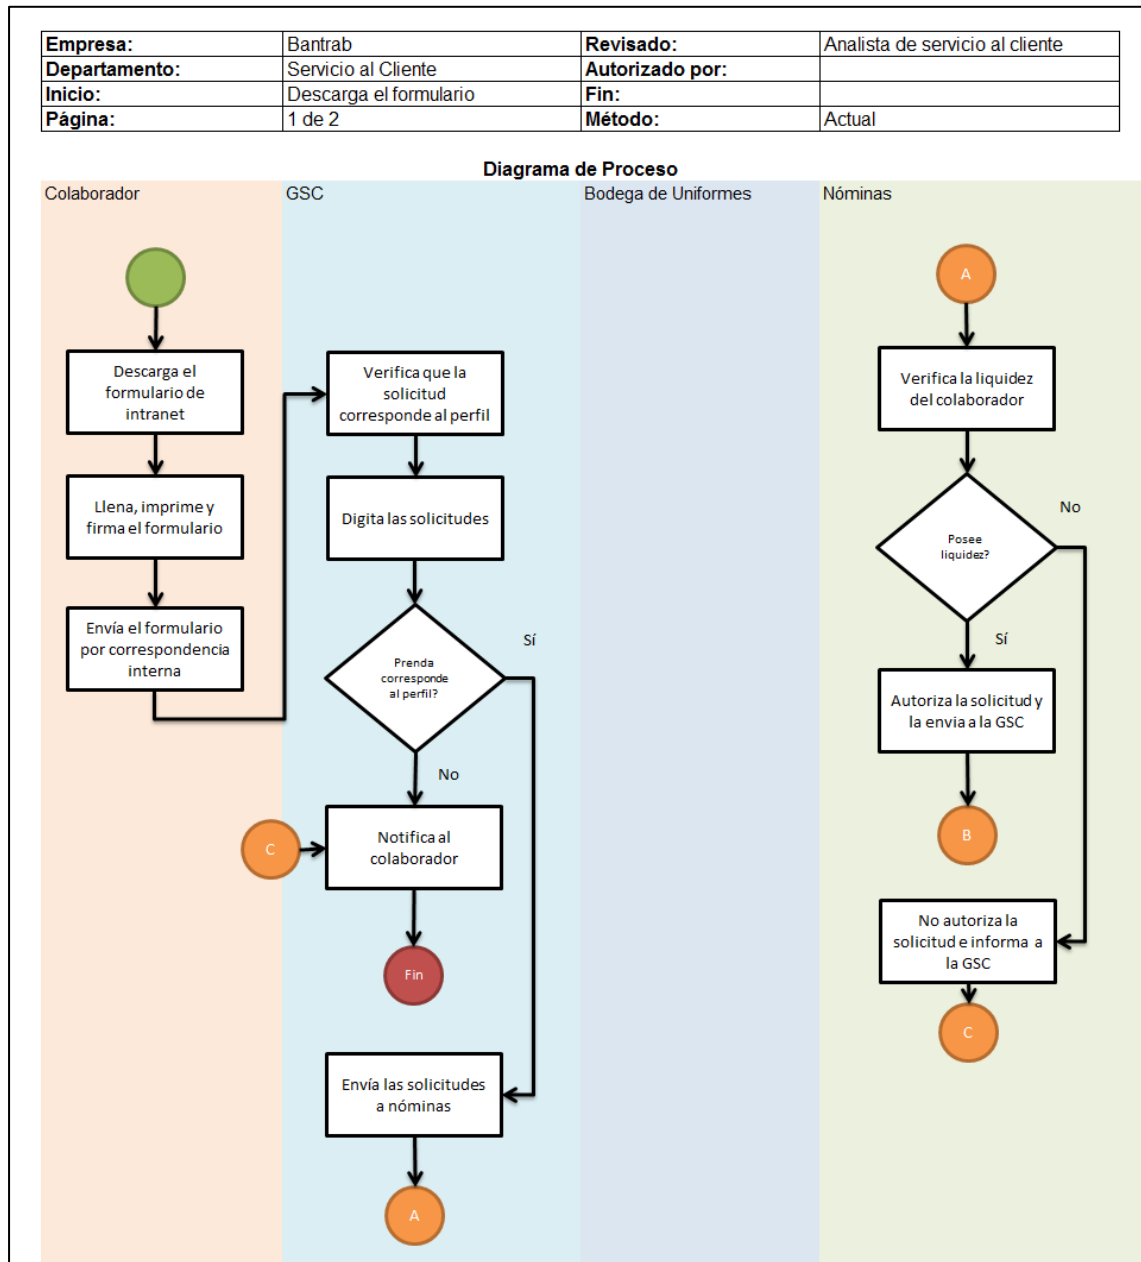 Empresa: Bantrab Revisado: Analista de servicio al cliente
Departamento: Servicio al Cliente Autorizado por:
Inicio: Descarga el formulario Fin:
Página: 1 de 2 Método: Actual
Diagrama de Proceso
Colaborador GSC Bodega de Uniformes Nóminas
Descarga el
formulario de
intranet
Llena, imprime y
firma el formulario
Envía el formulario
por correspondencia
interna
Verifica que la
solicitud
corresponde al perfil
Digita las solicitudes
Prenda
corresponde
al perfil?
Sí
No
C
Notifica al
colaborador
Fin
Envía las solicitudes
a nóminas
A
A
Verifica la liquidez
del colaborador
Posee
liquidez?
No
Sí
Autoriza la solicitud y
la envia a la GSC
B
No autoriza la
solicitud e informa a
la GSC
C